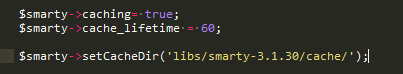 $smarty->caching = true;
$smarty->cache_lifetime = 60;
$smarty->setCacheDir('libs/smarty-3.1.30/cache/');